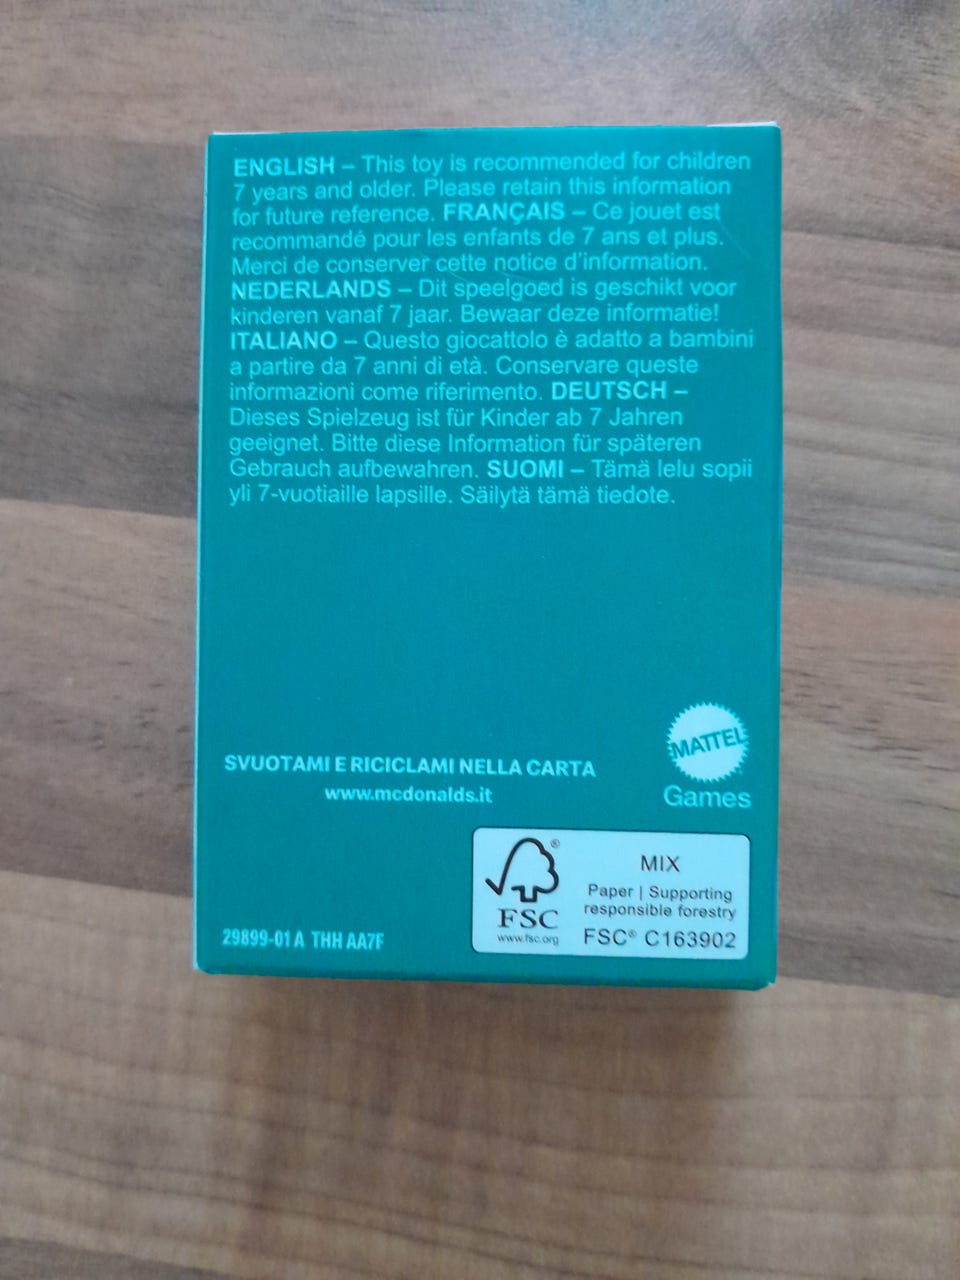 ENGLISH – This toy is recommended for children
7 years and older. Please retain this information
for future reference. FRANÇAIS – Ce jouet est
recommandé pour les enfants de 7 ans et plus.
Merci de conserver cette notice d'information.
NEDERLANDS – Dit speelgoed is geschikt voor
kinderen vanaf 7 jaar. Bewaar deze informatie!
ITALIANO – Questo giocattolo è adatto a bambini
a partire da 7 anni di età. Conservare queste
informazioni come riferimento. DEUTSCH –
Dieses Spielzeug ist für Kinder ab 7 Jahren
geeignet. Bitte diese Information für späteren
Gebrauch aufbewahren. SUOMI – Tämä lelu sopii
yli 7-vuotiaille lapsille. Säilytä tämä tiedote.
MATTEL
Games
SVUOTAMI E RICICLAMI NELLA CARTA
www.mcdonalds.it
®
FSC
www.fsc.org
MIX
Paper | Supporting
responsible forestry
FSC® C163902
29899-01 A THH AA7F